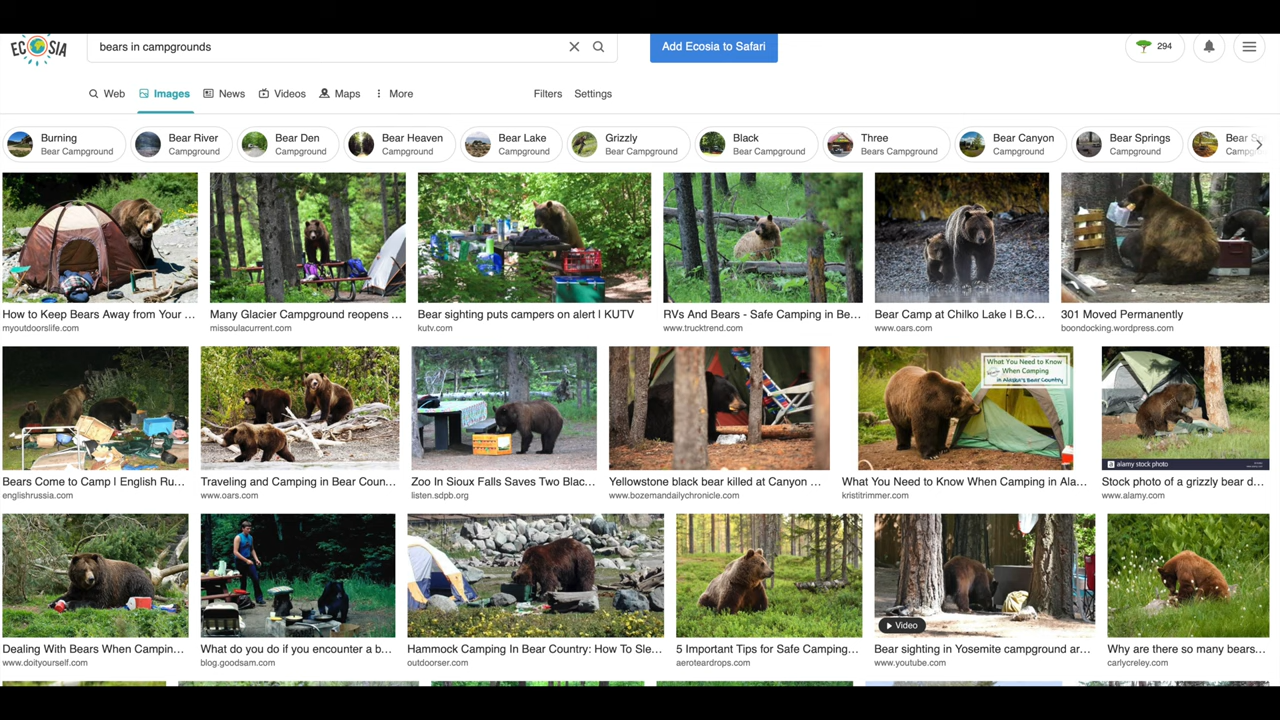 ECOSIA
bears in campgrounds
Add Ecosia to Safari
294
Web
Images
News
Videos
Maps
More
Filters
Settings
Burning
Bear Campground
Bear River
Campground
Bear Den
Campground
Bear Heaven
Campground
Bear Lake
Campground
Grizzly
Bear Campground
Black
Bear Campground
Three
Bears Campground
Bear Canyon
Campground
Bear Springs
Campground
Bear
How to Keep Bears Away from Your ...
myoutdoorslife.com
Many Glacier Campground reopens ...
missoulacurrent.com
Bear sighting puts campers on alert | KUTV
kutv.com
RVs And Bears - Safe Camping in Be...
www.trucktrend.com
Bear Camp at Chilko Lake | B.C...
www.oars.com
301 Moved Permanently
boondocking.wordpress.com
What You Need to Know
When Camping
in Alaska's Bear Country
alamy stock photo
Bears Come to Camp | English Ru...
englishrussia.com
Traveling and Camping in Bear Coun...
www.oars.com
Zoo In Sioux Falls Saves Two Blac...
listen.sdpb.org
Yellowstone black bear killed at Canyon ...
www.bozemandailychronicle.com
What You Need to Know When Camping in Ala...
kristitrimmer.com
Stock photo of a grizzly bear d...
www.alamy.com
Video
Dealing With Bears When Campin...
www.doityourself.com
What do you do if you encounter a b...
blog.goodsam.com
Hammock Camping In Bear Country: How To Sle...
outdoorser.com
5 Important Tips for Safe Camping...
aeroteardrops.com
Bear sighting in Yosemite campground ar...
www.youtube.com
Why are there so many bears...
carlycreley.com